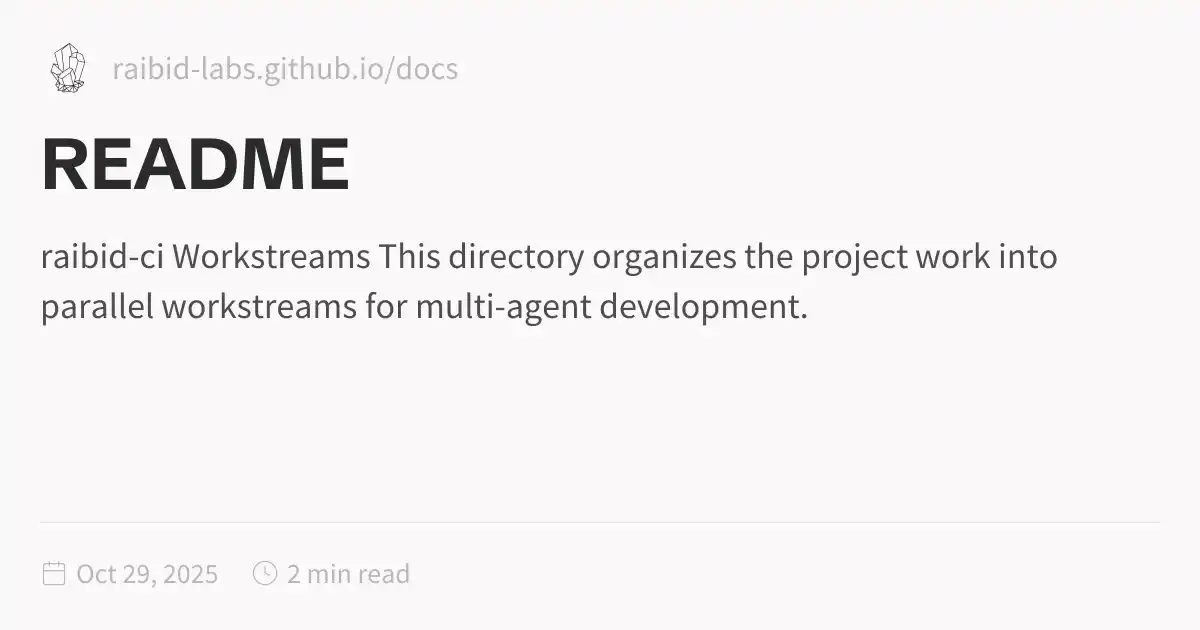 raibid-labs.github.io/docs
README
raibid-ci Workstreams This directory organizes the project work into
parallel workstreams for multi-agent development.
Oct 29, 2025 2 min read